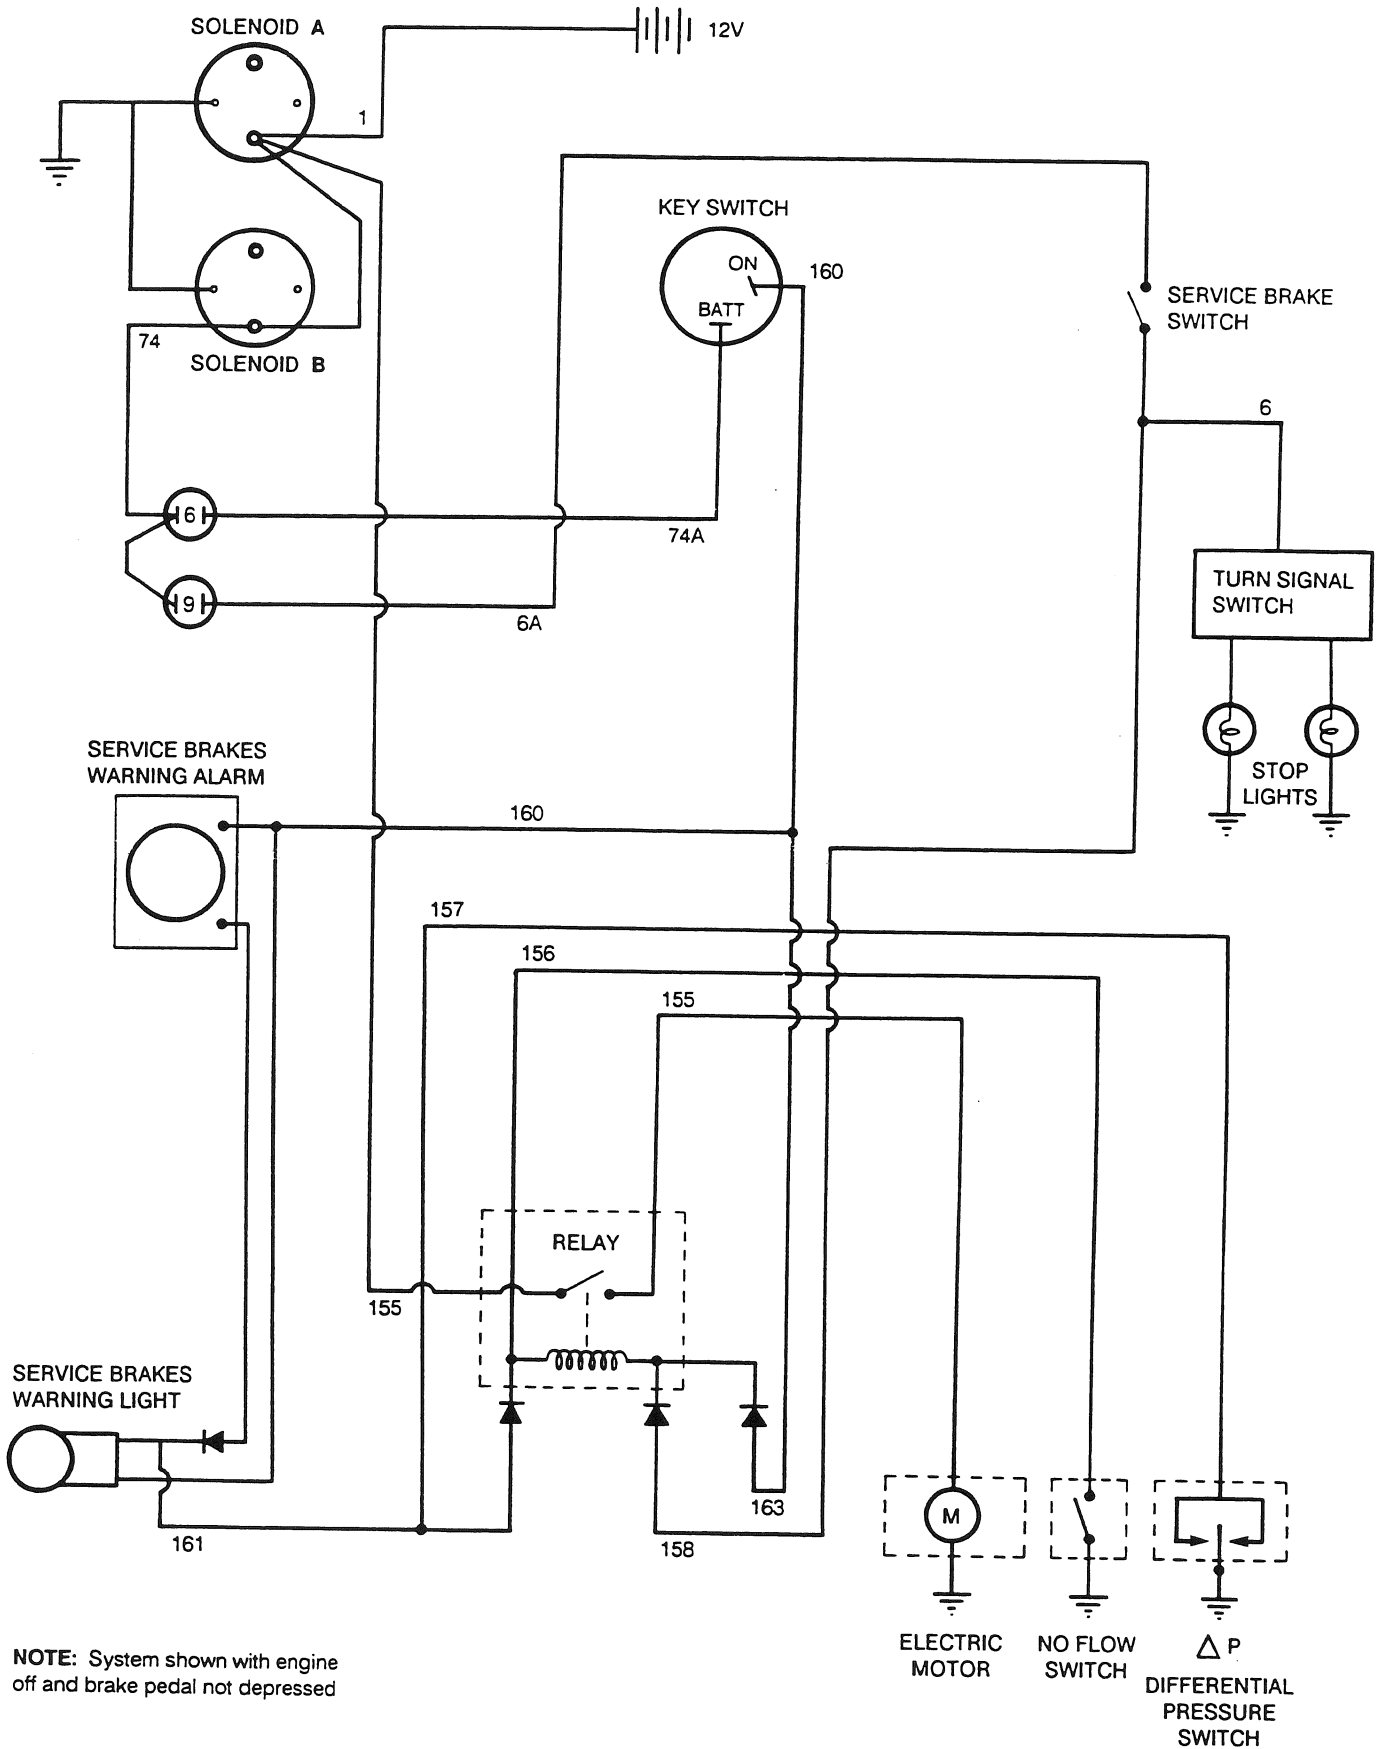 SOLENOID A
12V
1
KEY SWITCH
ON
160
BATT
SERVICE BRAKE
SWITCH
74
SOLENOID B
6
6
74A
9
6A
TURN SIGNAL
SWITCH
STOP
LIGHTS
SERVICE BRAKES
WARNING ALARM
160
157
156
155
RELAY
155
SERVICE BRAKES
WARNING LIGHT
163
M
161
158
ELECTRIC
MOTOR
NO FLOW
SWITCH
△ P
DIFFERENTIAL
PRESSURE
SWITCH
NOTE: System shown with engine
off and brake pedal not depressed